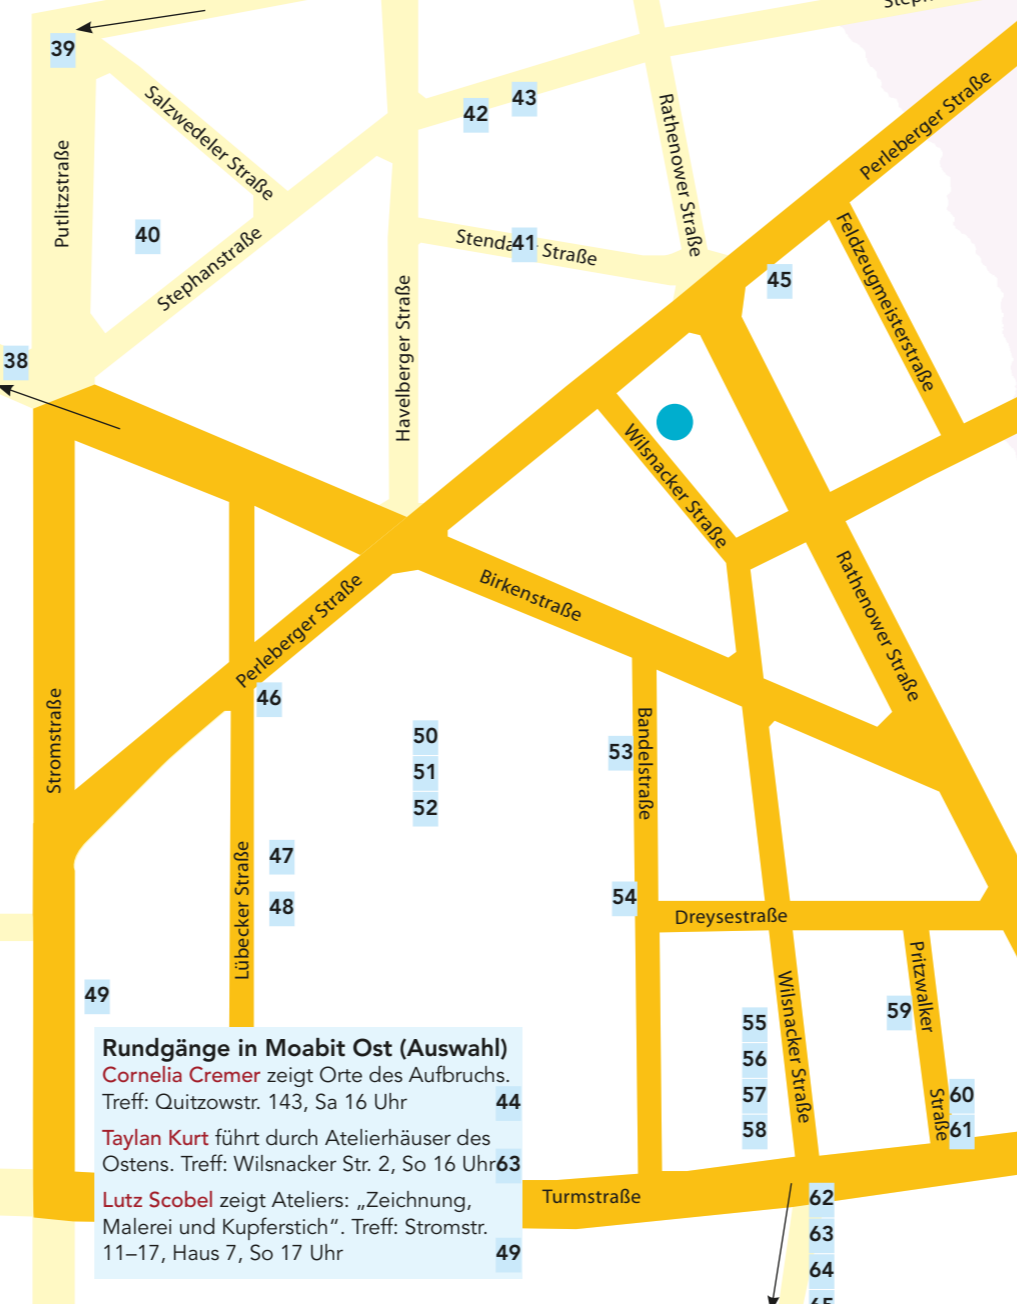 39
Salzwedeler Straße
42
43
Rathenower Straße
Perleberger Straße
Putlitzstraße
40
Stephanstraße
41
Straße
Feldzeugmeisterstraße
45
Havelberger Straße
38
Wilsnacker Straße
Birkenstraße
Perleberger Straße
Rathenower Straße
46
Stromstraße
50
51
52
53
Bandelstraße
47
48
Lübecker Straße
54
Dreysestraße
49
55
56
57
58
Wilsnacker Straße
59
Pritzwalker
Straße
60
61
Rundgänge in Moabit Ost (Auswahl)
Cornelia Cremer zeigt Orte des Aufbruchs.
Treff: Quitzowstr. 143, Sa 16 Uhr 44
Taylan Kurt führt durch Atelierhäuser des
Ostens. Treff: Wilsnacker Str. 2, So 16 Uhr 63
Lutz Scobel zeigt Ateliers: „Zeichnung,
Malerei und Kupferstich“. Treff: Stromstr.
11–17, Haus 7, So 17 Uhr 49
Turmstraße
62
63
64
65